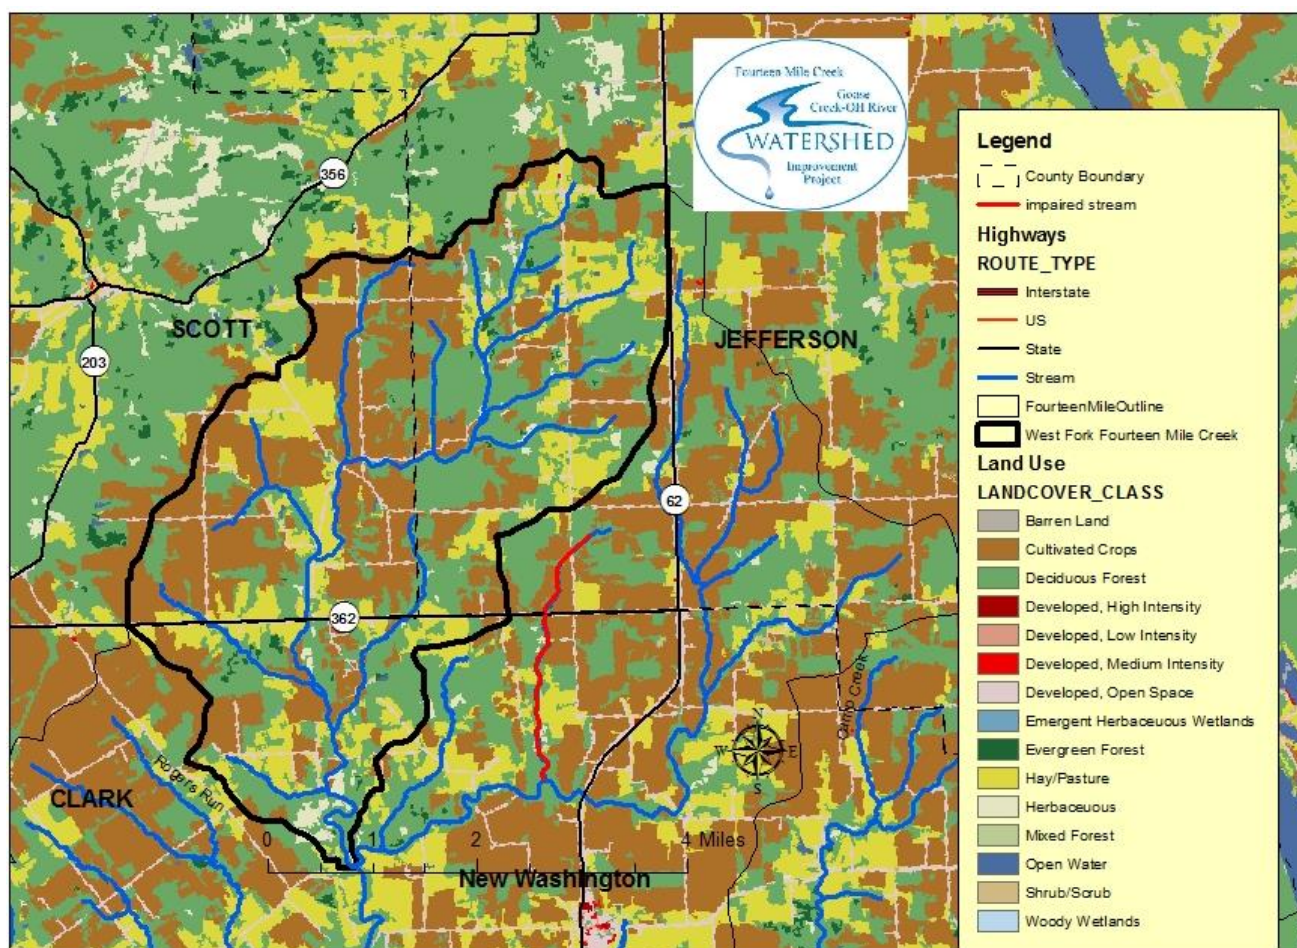 Fourteen Mile Creek
Goose
Creek-OH River
WATERSHED
Improvement
Project
356
SCOTT
203
JEFFERSON
62
362
Camp Creek
N
W E
S
Rogers Run
CLARK
0 1 2 4 Miles
New Washington
Legend
County Boundary
impaired stream
Highways
ROUTE_TYPE
Interstate
US
State
Stream
FourteenMileOutline
West Fork Fourteen Mile Creek
Land Use
LANDCOVER_CLASS
Barren Land
Cultivated Crops
Deciduous Forest
Developed, High Intensity
Developed, Low Intensity
Developed, Medium Intensity
Developed, Open Space
Emergent Herbaceuous Wetlands
Evergreen Forest
Hay/Pasture
Herbaceuous
Mixed Forest
Open Water
Shrub/Scrub
Woody Wetlands